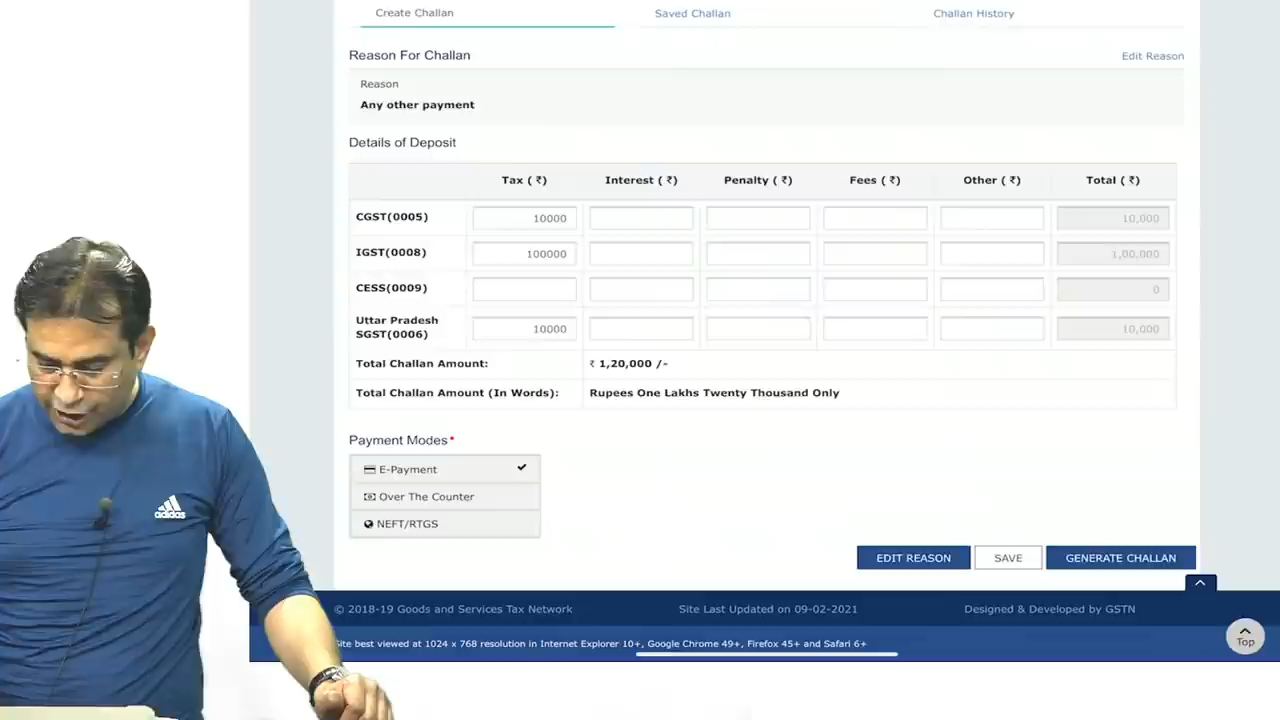 Create Challan Saved Challan Challan History
Reason For Challan Edit Reason
Reason
Any other payment
Details of Deposit
Tax ( ₹) Interest ( ₹) Penalty ( ₹) Fees ( ₹) Other ( ₹) Total ( ₹)
CGST(0005) 10000 10,000
IGST(0008) 100000 1,00,000
CESS(0009) 0
Uttar Pradesh
SGST(0006) 10000 10,000
Total Challan Amount: ₹ 1,20,000 /-
Total Challan Amount (In Words): Rupees One Lakhs Twenty Thousand Only
Payment Modes*
E-Payment
Over The Counter
NEFT/RTGS
EDIT REASON SAVE GENERATE CHALLAN
© 2018-19 Goods and Services Tax Network Site Last Updated on 09-02-2021 Designed & Developed by GSTN
Site best viewed at 1024 x 768 resolution in Internet Explorer 10+, Google Chrome 49+, Firefox 45+ and Safari 6+
Top
adidas